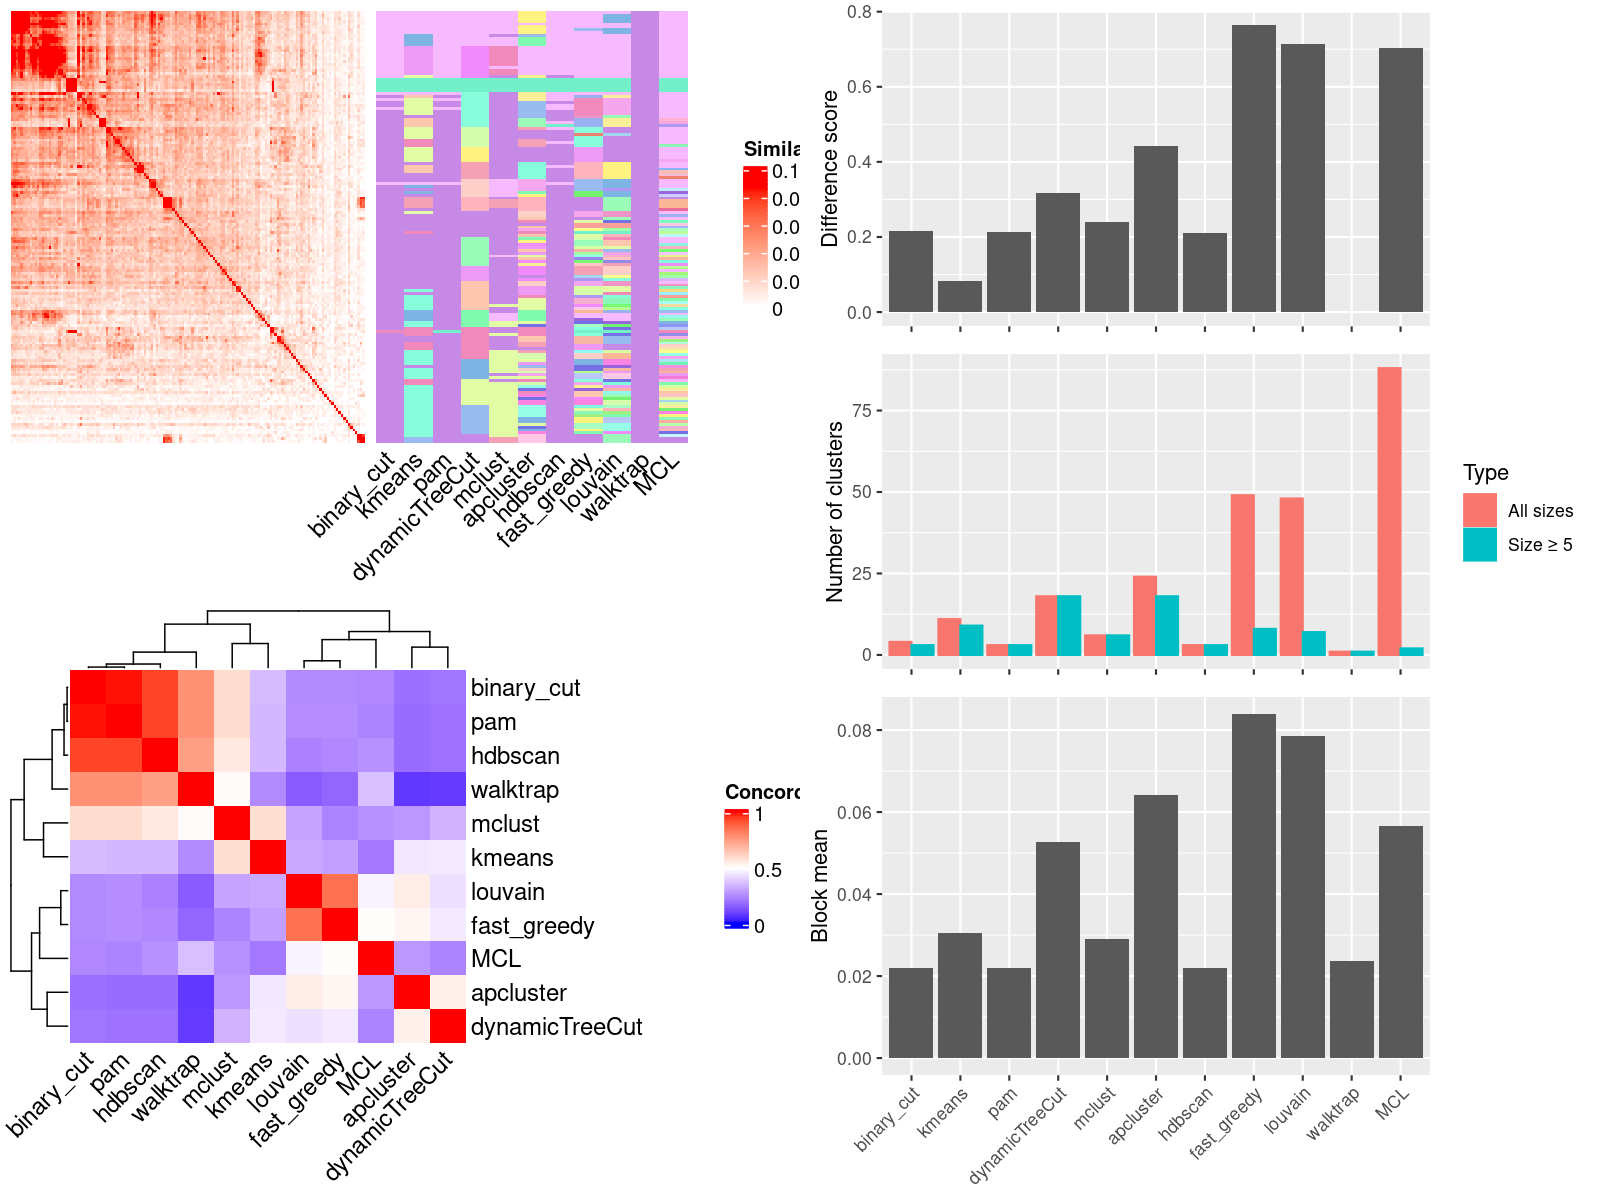 Simila
0.1
0.0
0.0
0.0
0.0
0
binary_cut
kmeans
pam
dynamicTreeCut
mclust
apcluster
hdbscan
fast_greedy
louvain
walktrap
MCL
binary_cut
pam
hdbscan
walktrap
mclust
kmeans
louvain
fast_greedy
MCL
apcluster
dynamicTreeCut
binary_cut
pam
hdbscan
walktrap
mclust
kmeans
louvain
fast_greedy
MCL
apcluster
dynamicTreeCut
Concord
1
0.5
0
Difference score
0.8
0.6
0.4
0.2
0.0
Number of clusters
75
50
25
0
Type
All sizes
Size ≥ 5
Block mean
0.08
0.06
0.04
0.02
0.00
binary_cut
kmeans
pam
dynamicTreeCut
mclust
apcluster
hdbscan
fast_greedy
louvain
walktrap
MCL